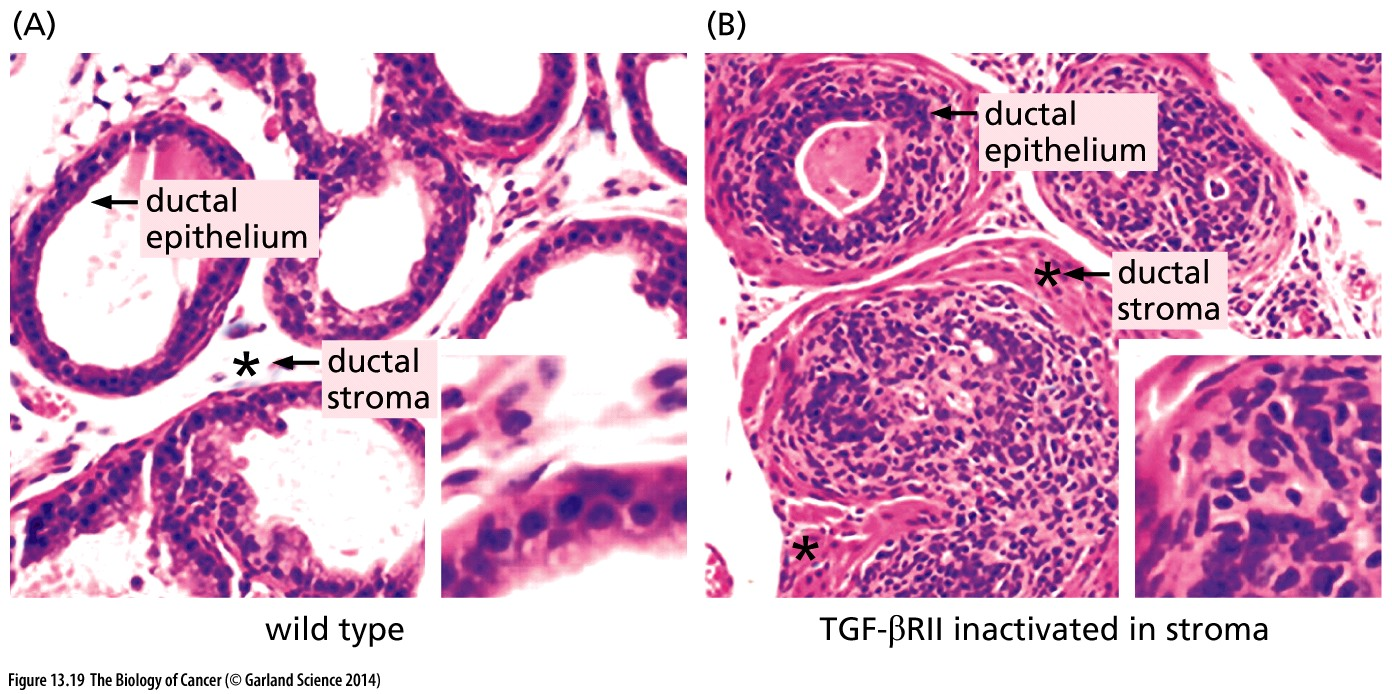 (A)
ductal
epithelium
*
ductal
stroma
wild type
(B)
ductal
epithelium
*
ductal
stroma
*
TGF-βRII inactivated in stroma
Figure 13.19 The Biology of Cancer (© Garland Science 2014)